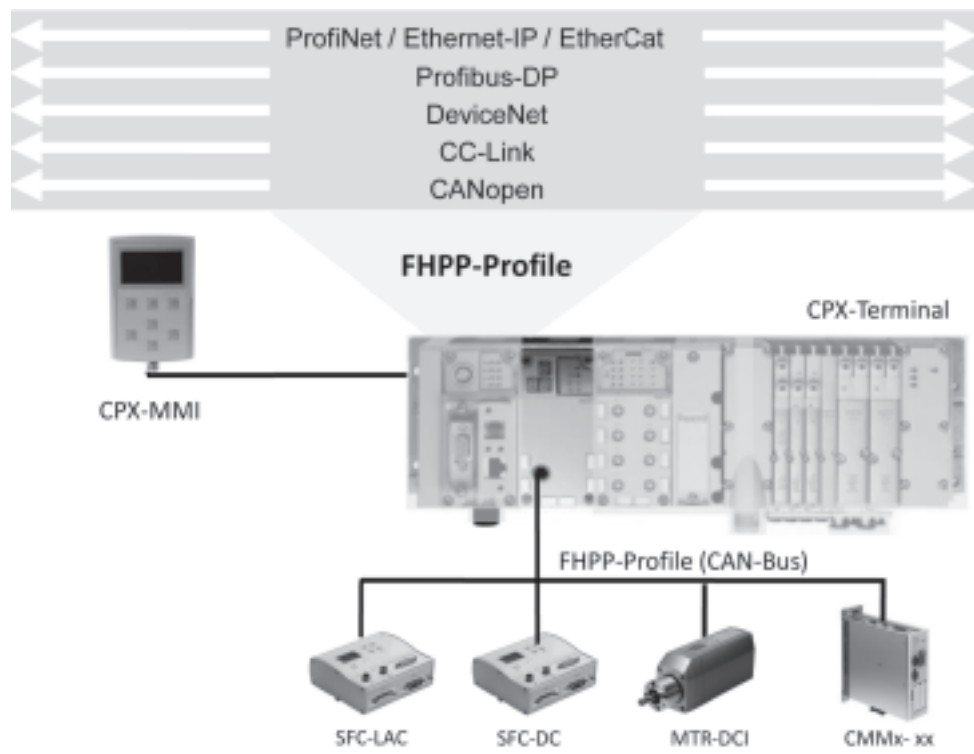 ProfiNet / Ethernet-IP / EtherCat
Profibus-DP
DeviceNet
CC-Link
CANopen
FHPP-Profile
CPX-Terminal
CPX-MMI
FHPP-Profile (CAN-Bus)
SFC-LAC
SFC-DC
MTR-DCI
CMMx- xx